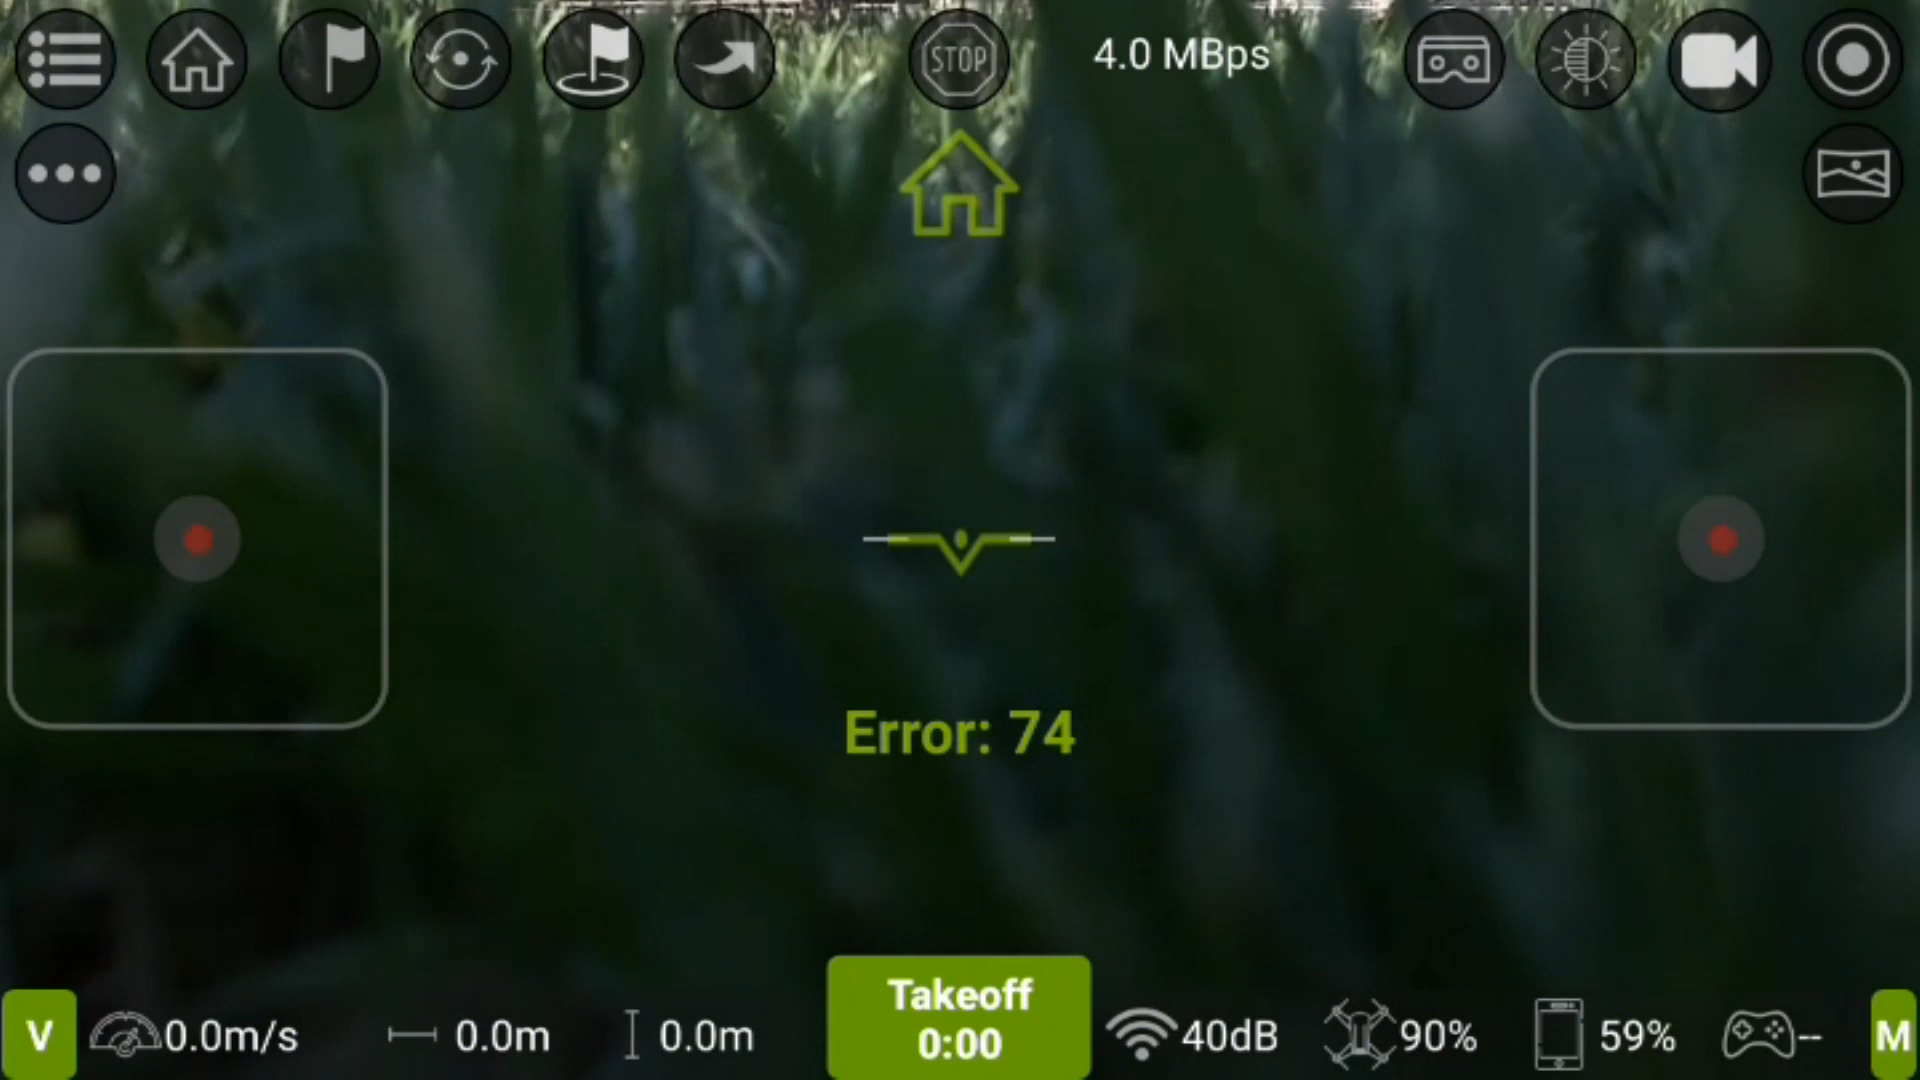 STOP
4.0 MBps
Error: 74
Takeoff
0:00
V
0.0m/s
0.0m
0.0m
40dB
90%
59%
--
M